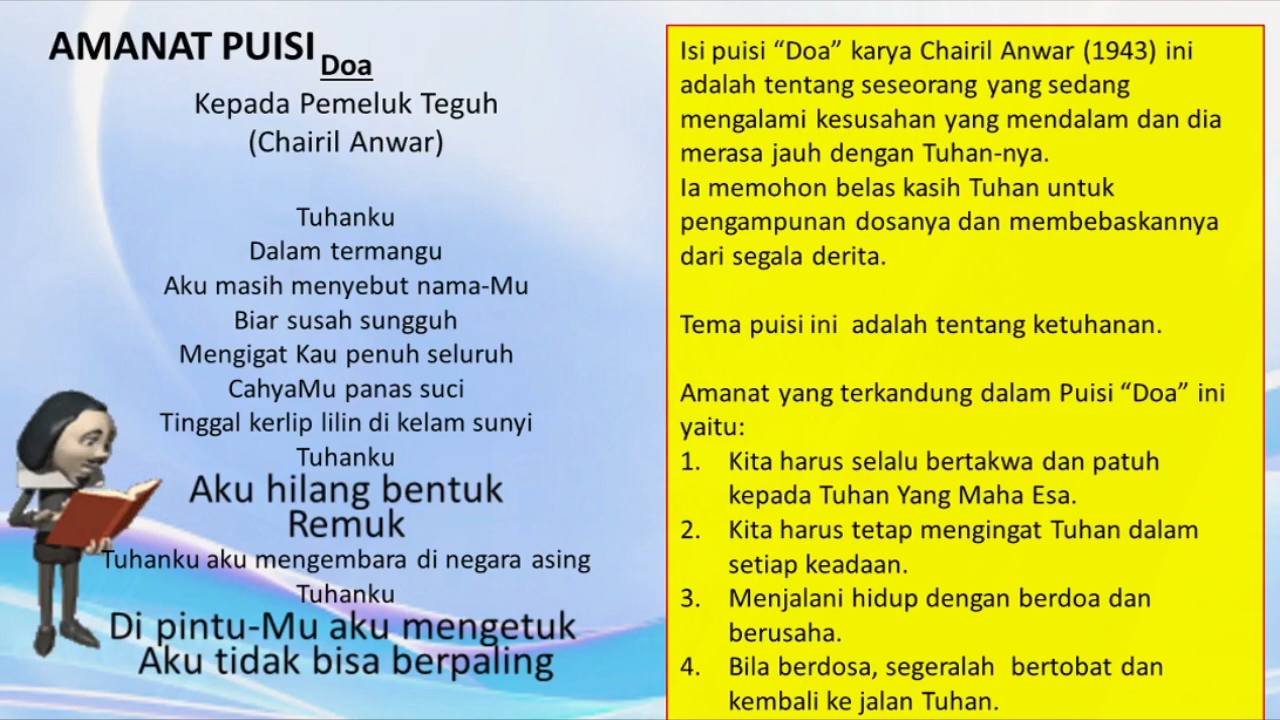 AMANAT PUISI
Doa
Kepada Pemeluk Teguh
(Chairil Anwar)
Tuhanku
Dalam termangu
Aku masih menyebut nama-Mu
Biar susah sungguh
Mengigat Kau penuh seluruh
CahyaMu panas suci
Tinggal kerlip lilin di kelam sunyi
Tuhanku
Aku hilang bentuk
Remuk
Tuhanku aku mengembara di negara asing
Tuhanku
Di pintu-Mu aku mengetuk
Aku tidak bisa berpaling
Isi puisi “Doa” karya Chairil Anwar (1943) ini
adalah tentang seseorang yang sedang
mengalami kesusahan yang mendalam dan dia
merasa jauh dengan Tuhan-nya.
Ia memohon belas kasih Tuhan untuk
pengampunan dosanya dan membebaskannya
dari segala derita.
Tema puisi ini adalah tentang ketuhanan.
Amanat yang terkandung dalam Puisi “Doa” ini
yaitu:
1. Kita harus selalu bertakwa dan patuh
kepada Tuhan Yang Maha Esa.
2. Kita harus tetap mengingat Tuhan dalam
setiap keadaan.
3. Menjalani hidup dengan berdoa dan
berusaha.
4. Bila berdosa, segeralah bertobat dan
kembali ke jalan Tuhan.